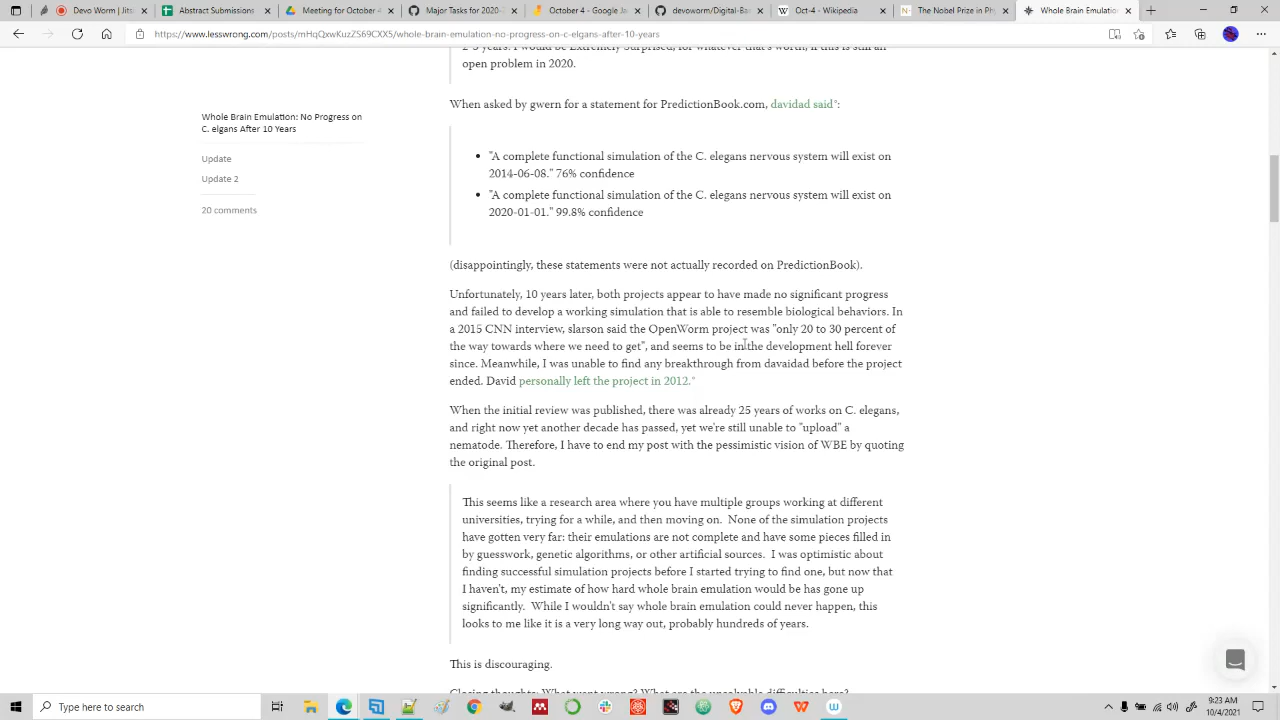 Abstract Submissions
Meeting for October 4
Major Tasks for 2020-
October 4 - Google Je
devoworm/Devolution
Oct-4 - Wikipedia
The Nobel Prize in Ph
Whole Brain Emulation
https://www.lesswrong.com/posts/mHqQxwKuzZS69CXX5/whole-brain-emulation-no-progress-on-c-elgans-after-10-years
open problem in 2020.
When asked by gwern for a statement for PredictionBook.com, davidad said°:
Whole Brain Emulation: No Progress on
C. elgans After 10 Years
Update
Update 2
20 comments
• "A complete functional simulation of the C. elegans nervous system will exist on
2014-06-08." 76% confidence
• "A complete functional simulation of the C. elegans nervous system will exist on
2020-01-01." 99.8% confidence
(disappointingly, these statements were not actually recorded on PredictionBook).
Unfortunately, 10 years later, both projects appear to have made no significant progress
and failed to develop a working simulation that is able to resemble biological behaviors. In
a 2015 CNN interview, slarson said the OpenWorm project was "only 20 to 30 percent of
the way towards where we need to get", and seems to be in the development hell forever
since. Meanwhile, I was unable to find any breakthrough from davaidad before the project
ended. David personally left the project in 2012."°
When the initial review was published, there was already 25 years of works on C. elegans,
and right now yet another decade has passed, yet we're still unable to "upload" a
nematode. Therefore, I have to end my post with the pessimistic vision of WBE by quoting
the original post.
This seems like a research area where you have multiple groups working at different
universities, trying for a while, and then moving on. None of the simulation projects
have gotten very far: their emulations are not complete and have some pieces filled in
by guesswork, genetic algorithms, or other artificial sources. I was optimistic about
finding successful simulation projects before I started trying to find one, but now that
I haven't, my estimate of how hard whole brain emulation would be has gone up
significantly. While I wouldn't say whole brain emulation could never happen, this
looks to me like it is a very long way out, probably hundreds of years.
This is discouraging.
Closing thoughts: What went wrong? What are the unsolvable difficulties here?
Type here to search
9:23 AM
10/4/2021